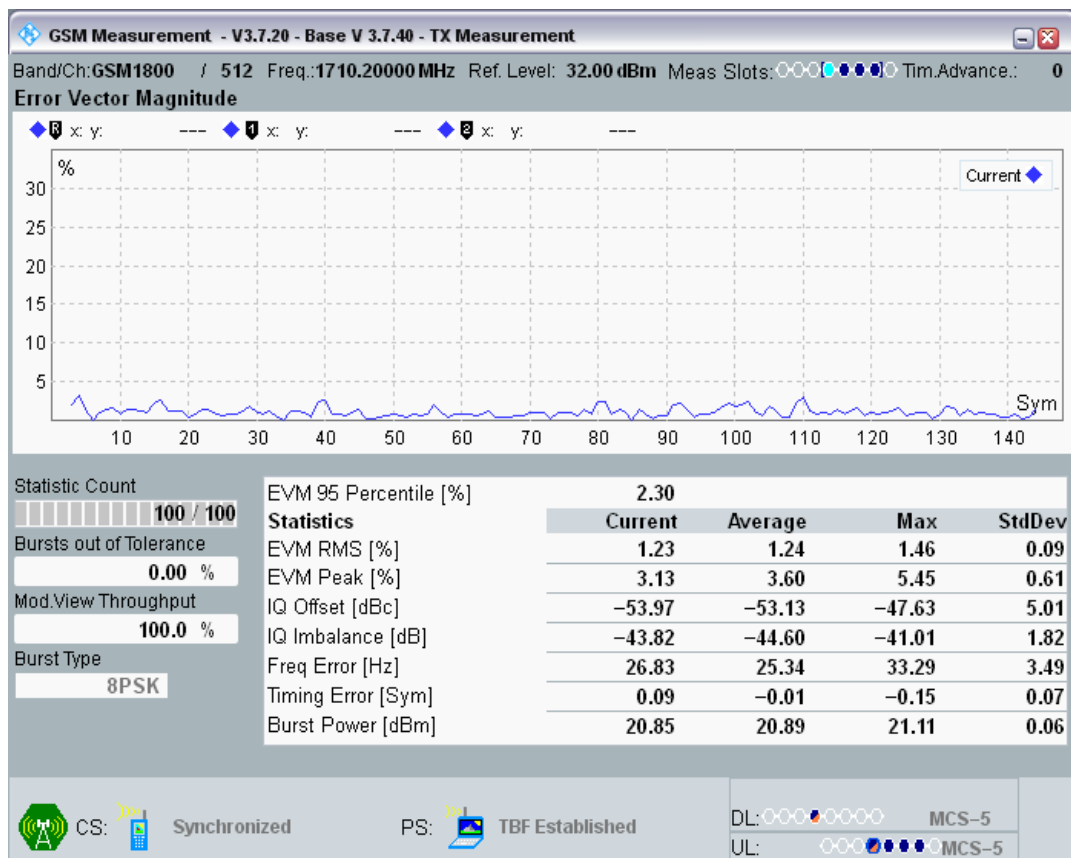 GSM Measurement - V3.7.20 - Base V 3.7.40 - TX Measurement
Band/Ch:GSM1800 / 512 Freq.:1710.20000 MHz Ref. Level: 32.00 dBm Meas Slots: Tim.Advance.: 0
Error Vector Magnitude
R x: y: --- 1 x: y: --- 2 x: y: ---
%
Current
30
25
20
15
10
5
Sym
10 20 30 40 50 60 70 80 90 100 110 120 130 140
Statistic Count
100 / 100
Bursts out of Tolerance
0.00 %
Mod.View Throughput
100.0 %
Burst Type
8PSK
EVM 95 Percentile [%] 2.30
Statistics Current Average Max StdDev
EVM RMS [%] 1.23 1.24 1.46 0.09
EVM Peak [%] 3.13 3.60 5.45 0.61
IQ Offset [dBc] −53.97 −53.13 −47.63 5.01
IQ Imbalance [dB] −43.82 −44.60 −41.01 1.82
Freq Error [Hz] 26.83 25.34 33.29 3.49
Timing Error [Sym] 0.09 −0.01 −0.15 0.07
Burst Power [dBm] 20.85 20.89 21.11 0.06
CS: Synchronized PS: TBF Established
DL: MCS−5
UL: MCS−5